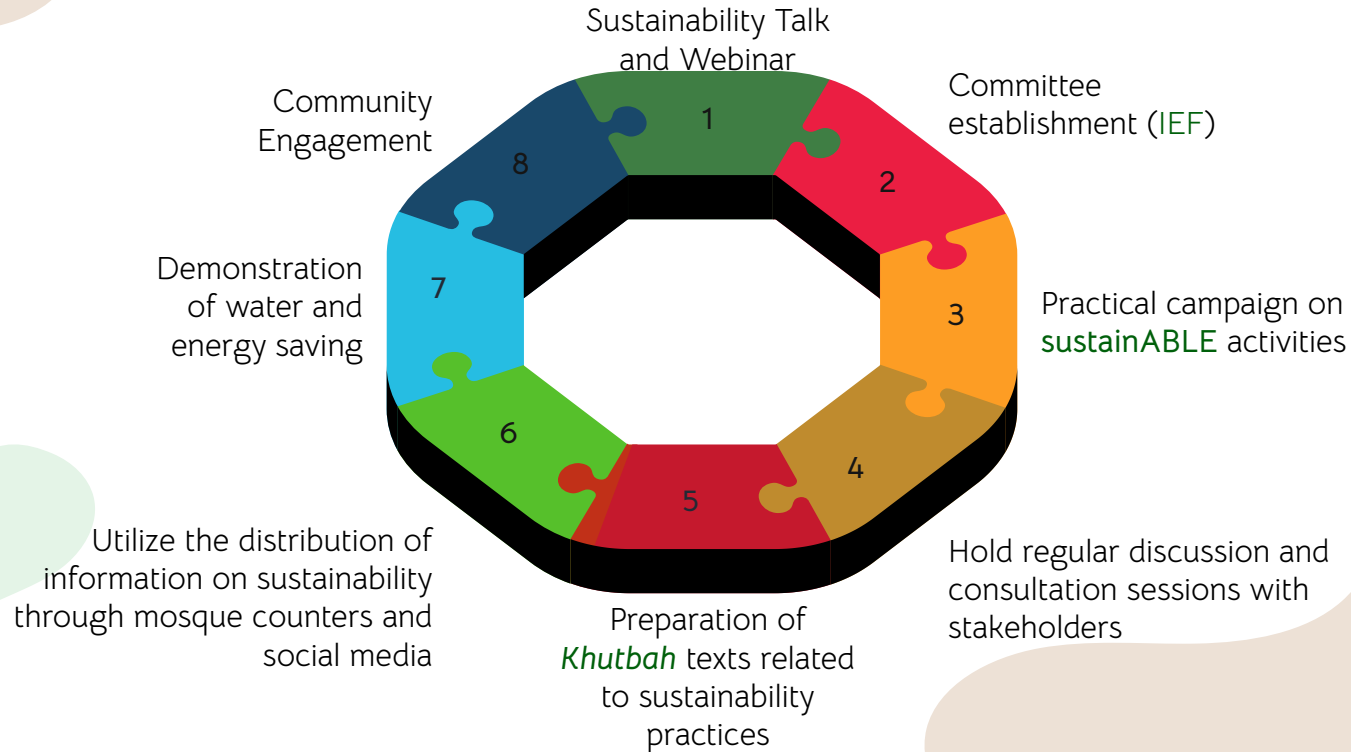 Sustainability Talk
and Webinar
1
Committee
establishment (IEF)
2
Practical campaign on
sustainABLE activities
3
Hold regular discussion and
consultation sessions with
stakeholders
4
Preparation of
Khutbah texts related
to sustainability
practices
5
Utilize the distribution of
information on sustainability
through mosque counters and
social media
6
Demonstration
of water and
energy saving
7
Community
Engagement
8